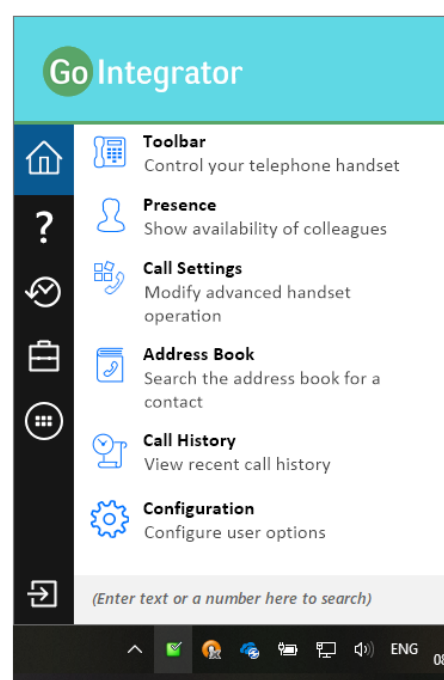 Go Integrator
Toolbar
Control your telephone handset
Presence
Show availability of colleagues
?
Call Settings
Modify advanced handset
operation
Address Book
Search the address book for a
contact
Call History
View recent call history
Configuration
Configure user options
(Enter text or a number here to search)
ENG
08